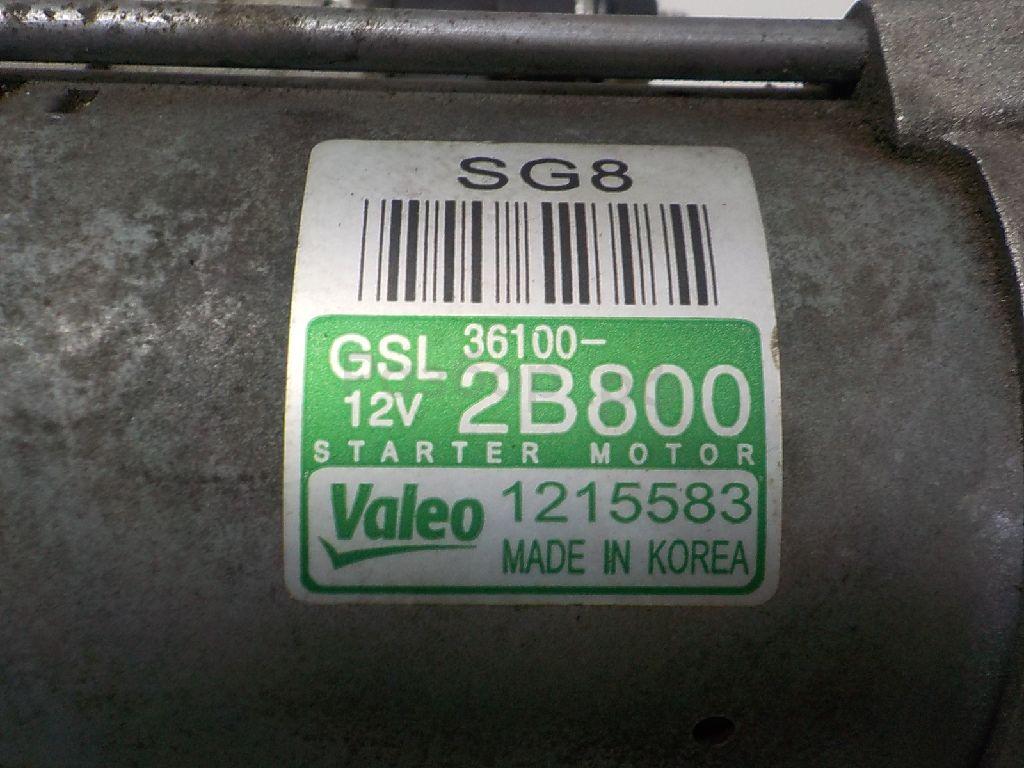 SG8
GSL 36100-
12V 2B800
STARTER MOTOR
Valeo 1215583
MADE IN KOREA